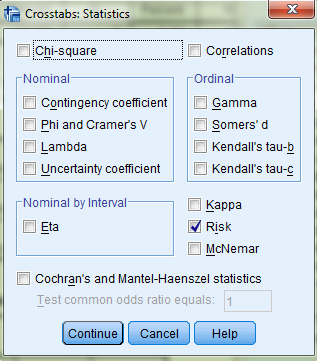 Crosstabs: Statistics
Chi-square
Correlations
Nominal
Contingency coefficient
Phi and Cramer's V
Lambda
Uncertainty coefficient
Ordinal
Gamma
Somers' d
Kendall's tau-b
Kendall's tau-c
Nominal by Interval
Eta
Kappa
Risk
McNemar
Cochran's and Mantel-Haenszel statistics
Test common odds ratio equals: 1
Continue Cancel Help